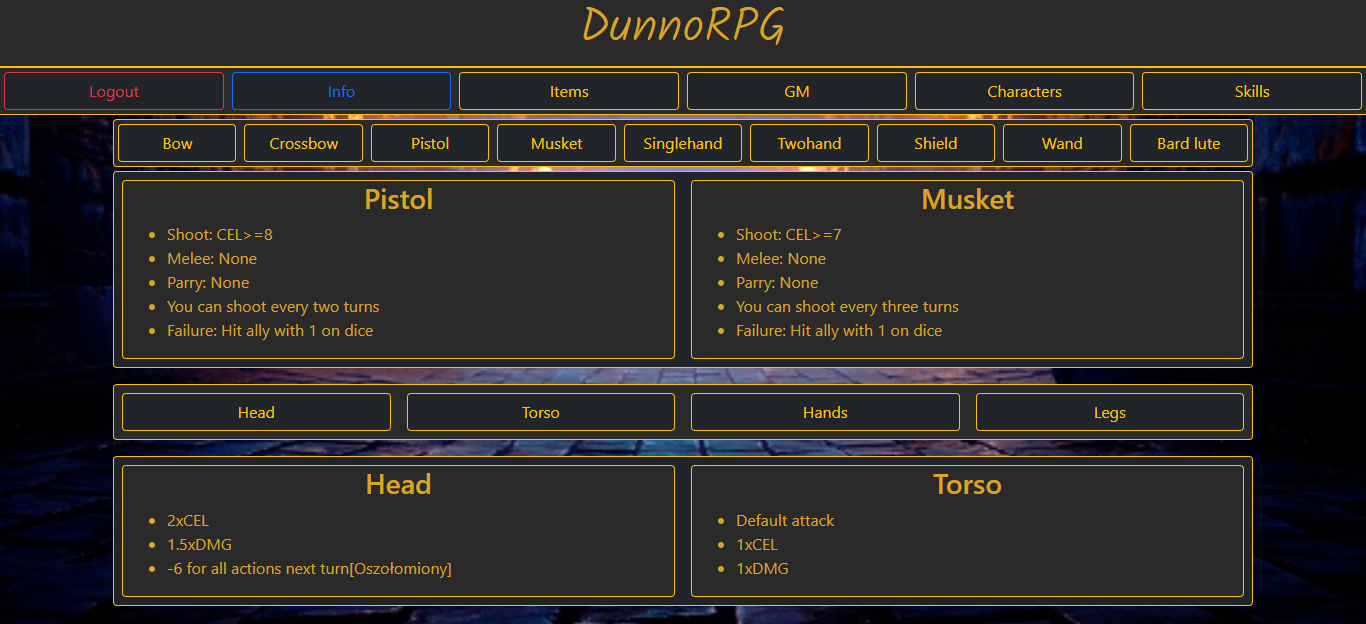 DunnoRPG
Logout Info Items GM Characters Skills
Bow Crossbow Pistol Musket Singlehand Twohand Shield Wand Bard lute
Pistol
Shoot: CEL>=8
Melee: None
Parry: None
You can shoot every two turns
Failure: Hit ally with 1 on dice
Musket
Shoot: CEL>=7
Melee: None
Parry: None
You can shoot every three turns
Failure: Hit ally with 1 on dice
Head Torso Hands Legs
Head
2xCEL
1.5xDMG
-6 for all actions next turn[Oszołomiony]
Torso
Default attack
1xCEL
1xDMG